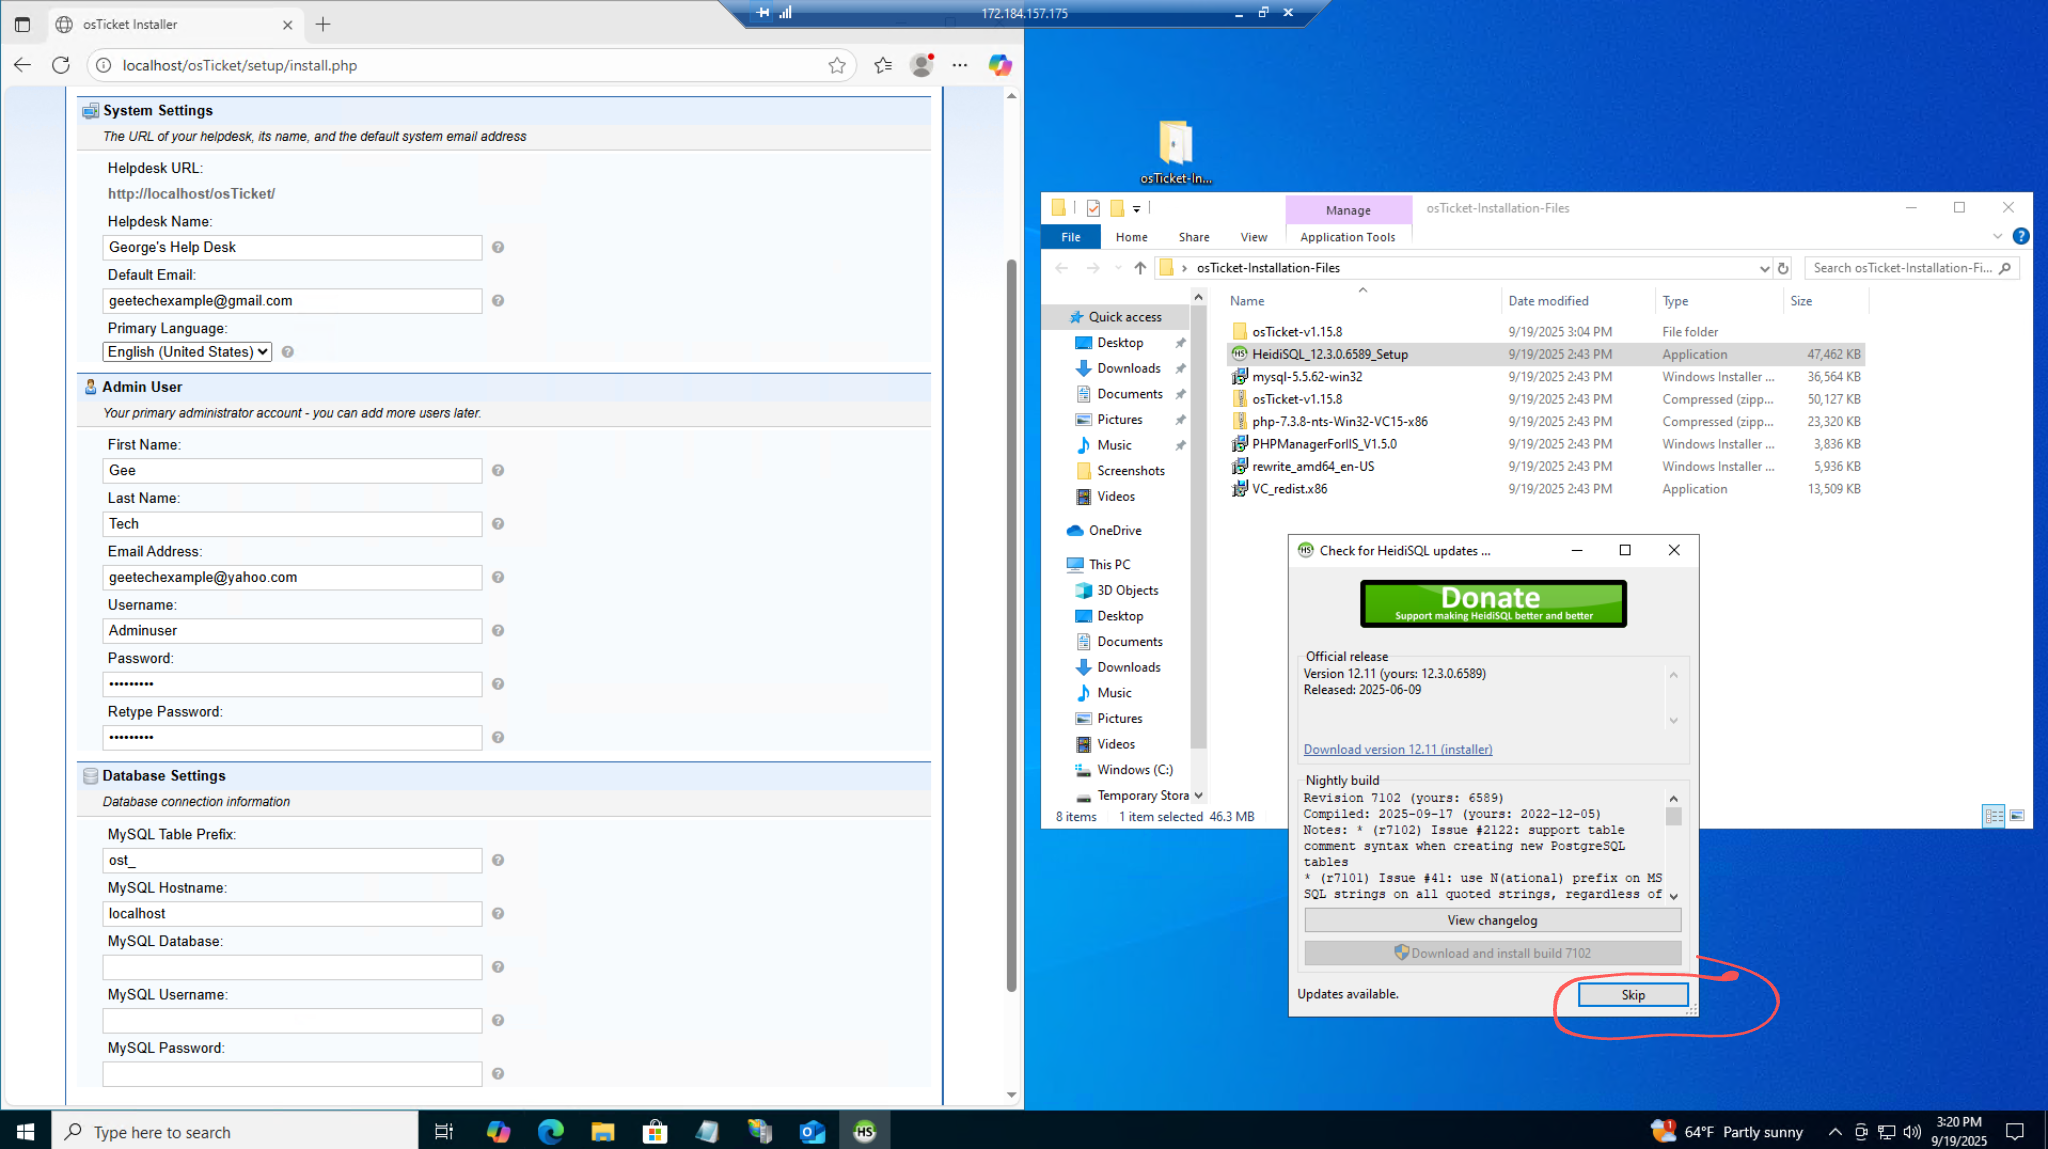 osTicket Installer
172.184.157.175
localhost/osTicket/setup/install.php
System Settings
The URL of your helpdesk, its name, and the default system email address
Helpdesk URL:
http://localhost/osTicket/
Helpdesk Name:
George's Help Desk
Default Email:
geetechexample@gmail.com
Primary Language:
English (United States)
Admin User
Your primary administrator account - you can add more users later.
First Name:
Gee
Last Name:
Tech
Email Address:
geetechexample@yahoo.com
Username:
Adminuser
Password:
•••••••••
Retype Password:
•••••••••
Database Settings
Database connection information
MySQL Table Prefix:
ost_
MySQL Hostname:
localhost
MySQL Database:
MySQL Username:
MySQL Password:
osTicket-In...
Manage
osTicket-Installation-Files
File
Home
Share
View
Application Tools
osTicket-Installation-Files
Search osTicket-Installation-Fi...
Quick access
Desktop
Downloads
Documents
Pictures
Music
Screenshots
Videos
OneDrive
This PC
3D Objects
Desktop
Documents
Downloads
Music
Pictures
Videos
Windows (C:)
Temporary Stora
Name Date modified Type Size
osTicket-v1.15.8 9/19/2025 3:04 PM File folder
HeidiSQL_12.3.0.6589_Setup 9/19/2025 2:43 PM Application 47,462 KB
mysql-5.5.62-win32 9/19/2025 2:43 PM Windows Installer ... 36,564 KB
osTicket-v1.15.8 9/19/2025 2:43 PM Compressed (zipp... 50,127 KB
php-7.3.8-nts-Win32-VC15-x86 9/19/2025 2:43 PM Compressed (zipp... 23,320 KB
PHPManagerForIIS_V1.5.0 9/19/2025 2:43 PM Windows Installer ... 3,836 KB
rewrite_amd64_en-US 9/19/2025 2:43 PM Windows Installer ... 5,936 KB
VC_redist.x86 9/19/2025 2:43 PM Application 13,509 KB
8 items 1 item selected 46.3 MB
Check for HeidiSQL updates ...
Donate
Support making HeidiSQL better and better
Official release
Version 12.11 (yours: 12.3.0.6589)
Released: 2025-06-09
Download version 12.11 (installer)
Nightly build
Revision 7102 (yours: 6589)
Compiled: 2025-09-17 (yours: 2022-12-05)
Notes: * (r7102) Issue #2122: support table
comment syntax when creating new PostgreSQL
tables
* (r7101) Issue #41: use N(ational) prefix on MS
SQL strings on all quoted strings, regardless of
View changelog
Download and install build 7102
Updates available.
Skip
Type here to search
HS
1
64°F Partly sunny
3:20 PM
9/19/2025